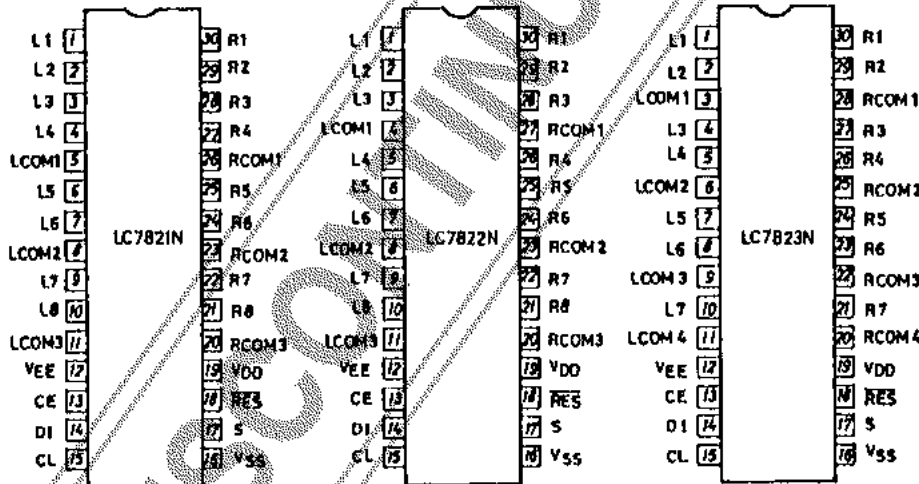 L1 1 30 R1 L1 1 30 R1 L1 1 30 R1
L2 2 29 R2 L2 2 29 R2 L2 2 29 R2
L3 3 28 R3 L3 3 28 R3 LCOM1 3 28 RCOM1
L4 4 27 R4 LCOM1 4 27 RCOM1 L3 4 27 R3
LCOM1 5 26 RCOM1 L4 5 26 R4 L4 5 26 R4
L5 6 25 R5 L5 6 25 R5 LCOM2 6 25 RCOM2
L6 7 24 R6 L6 7 24 R6 L5 7 24 R5
LC7821N LC7822N LC7823N
LCOM2 8 23 RCOM2 LCOM2 8 23 RCOM2 L6 8 23 R6
L7 9 22 R7 L7 9 22 R7 LCOM3 9 22 RCOM3
L8 10 21 R8 L8 10 21 R8 L7 10 21 R7
LCOM3 11 20 RCOM3 LCOM3 11 20 RCOM3 LCOM4 11 20 RCOM4
VEE 12 19 VDD VEE 12 19 VDD VEE 12 19 VDD
CE 13 18 RES CE 13 18 RES CE 13 18 RES
DI 14 17 S DI 14 17 S DI 14 17 S
CL 15 16 VSS CL 15 16 VSS CL 15 16 VSS